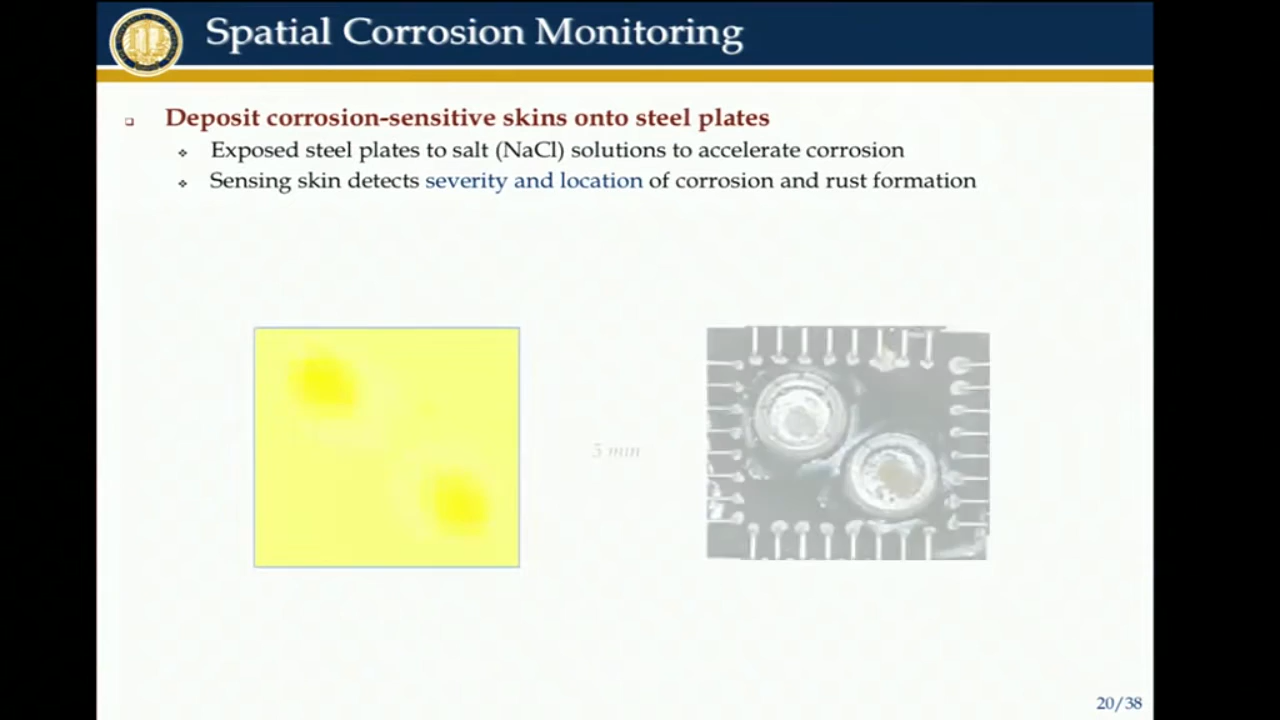 Spatial Corrosion Monitoring
Deposit corrosion-sensitive skins onto steel plates
Exposed steel plates to salt (NaCl) solutions to accelerate corrosion
Sensing skin detects severity and location of corrosion and rust formation
5 min
20/38